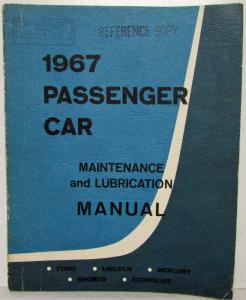 REFERENCE COPY
1967
PASSENGER
CAR
MAINTENANCE
and LUBRICATION
MANUAL
• FORD • LINCOLN • MERCURY
• BRONCO • ECONOLINE